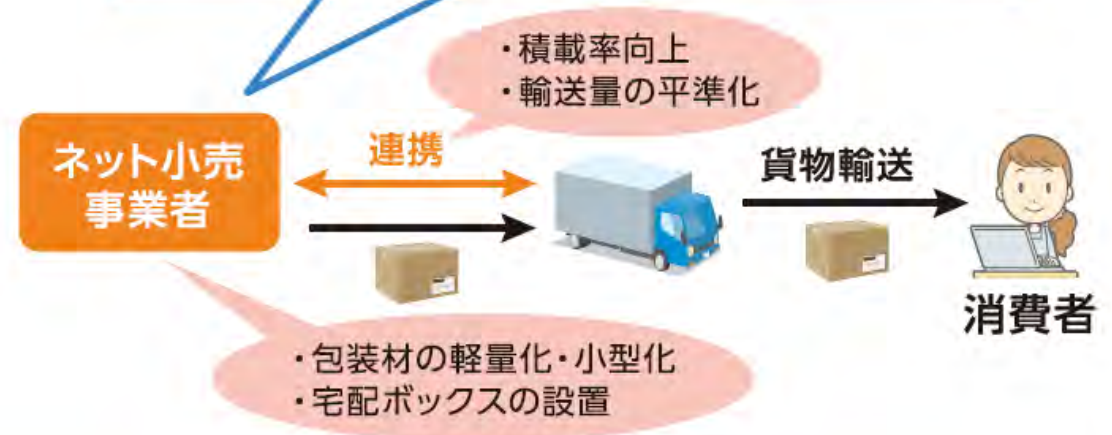 ・積載率向上
・輸送量の平準化
ネット小売
事業者
連携
貨物輸送
消費者
・包装材の軽量化・小型化
・宅配ボックスの設置